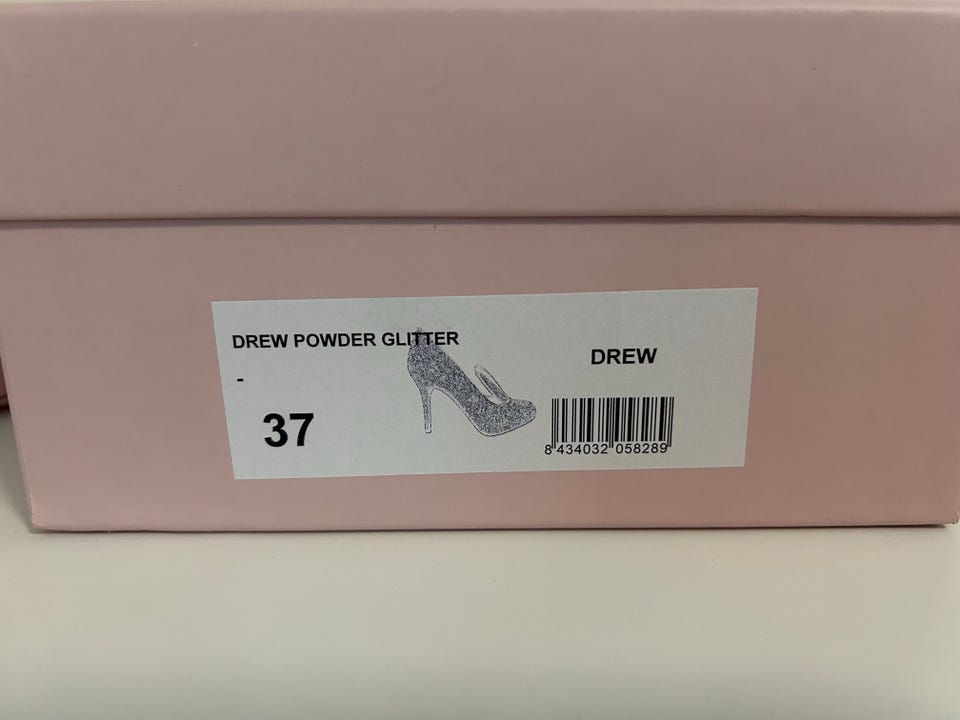 DREW POWDER GLITTER
DREW
-
37
8 434032 058289